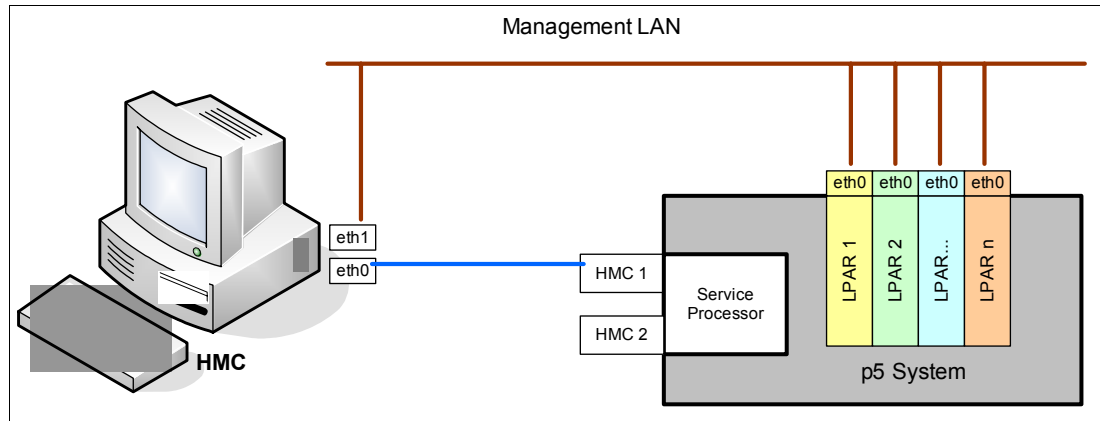 Management LAN
eth0 eth0 eth0 eth0
eth1
eth0
HMC 1
HMC 2
Service
Processor
LPAR 1
LPAR 2
LPAR...
LPAR n
p5 System
HMC